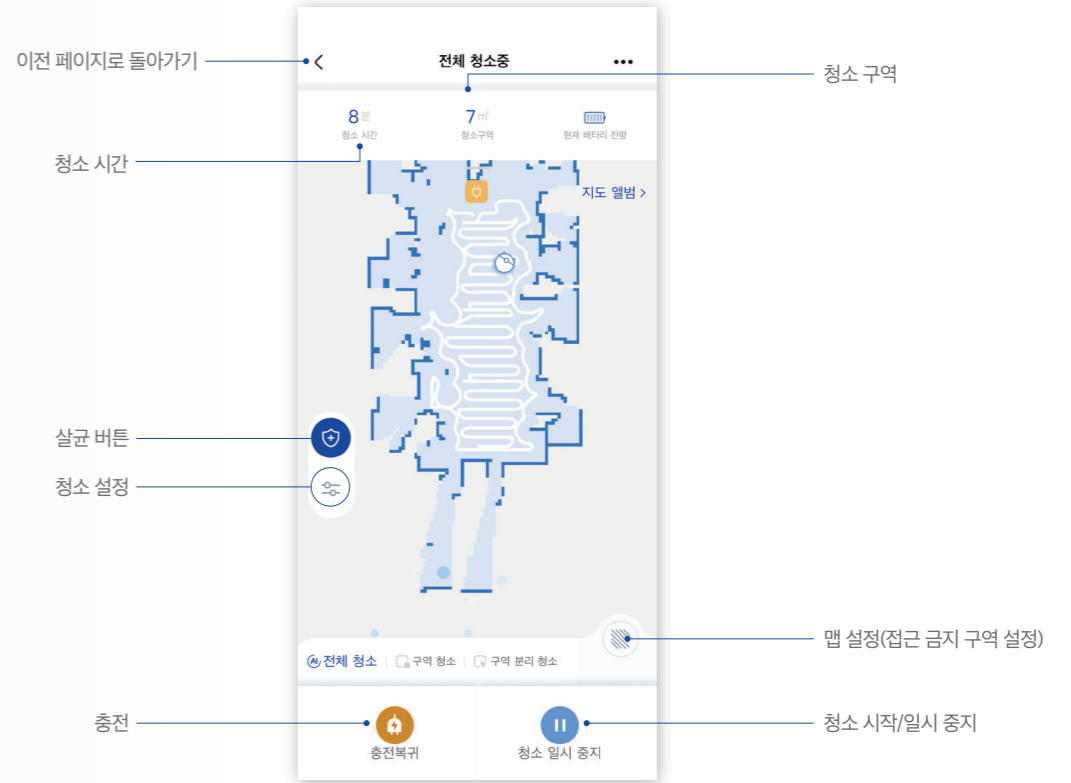 이전 페이지로 돌아가기
전체 청소중
청소 구역
8분
7㎡
청소 시간
청소구역
현재 배터리 잔량
청소 시간
지도 앨범 >
살균 버튼
청소 설정
맵 설정(접근 금지 구역 설정)
AI 전체 청소
구역 청소
구역 분리 청소
충전
충전복귀
청소 일시 중지
청소 시작/일시 중지